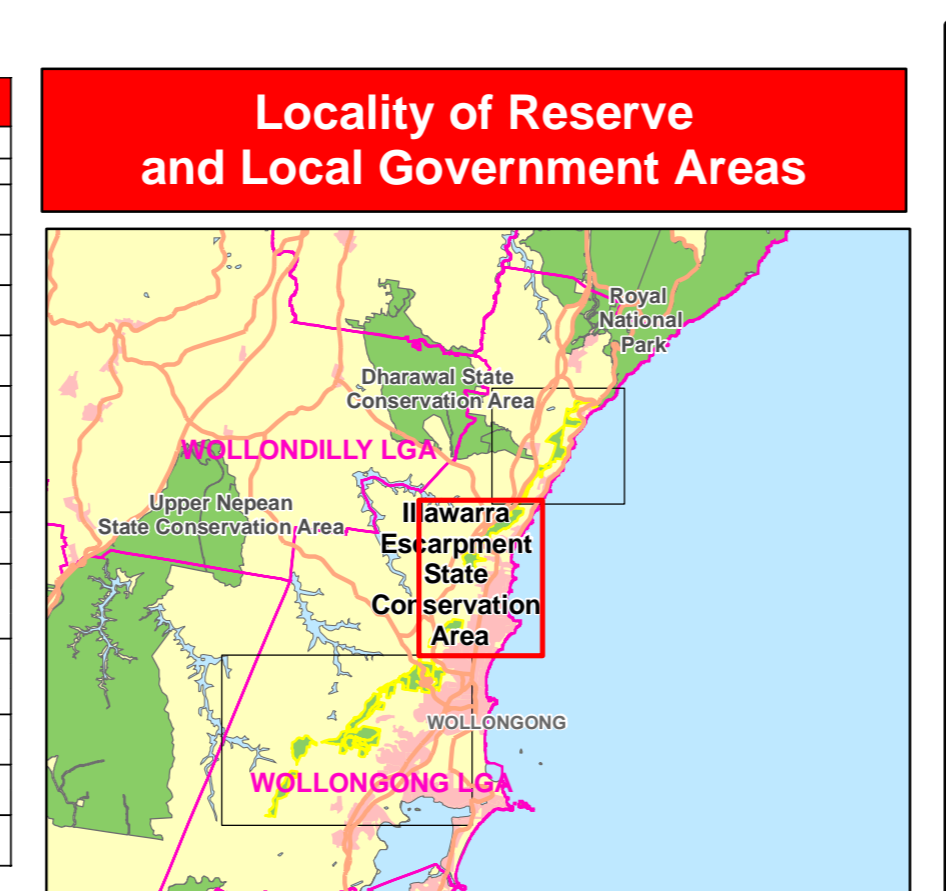 Locality of Reserve
and Local Government Areas
Royal
National
Park
Dharawal State
Conservation Area
WOLLONDILLY LGA
Upper Nepean
State Conservation Area
Illawarra
Escarpment
State
Conservation
Area
WOLLONGONG
WOLLONGONG LGA